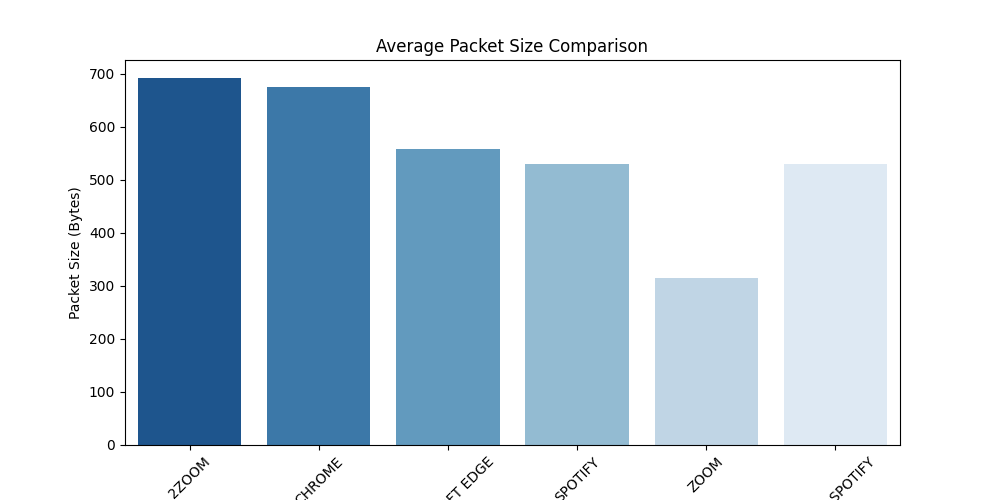 Average Packet Size Comparison
Packet Size (Bytes)
700
600
500
400
300
200
100
0
2ZOOM
CHROME
FT EDGE
SPOTIFY
ZOOM
SPOTIFY